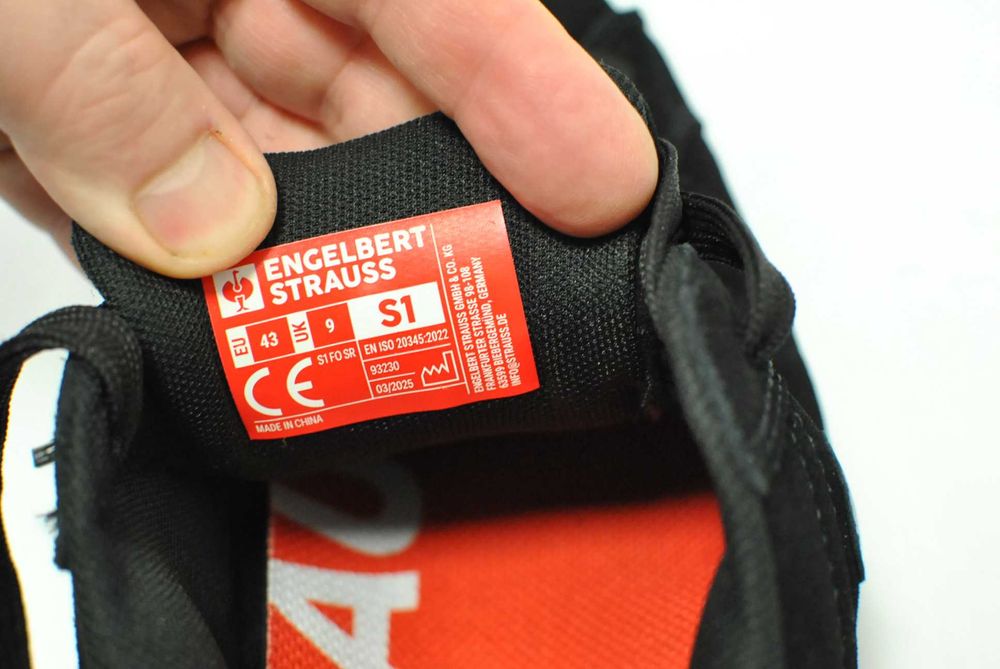 ENGELBERT
STRAUSS
EU 43 UK 9 S1
S1 FO SR EN ISO 20345:2022
CE
93230
03/2025
MADE IN CHINA
ENGELBERT STRAUSS GMBH & CO. KG
FRANKFURTER STRASSE 98-108
63599 BIEBERGEMÜND, GERMANY
INFO@STRAUSS.DE